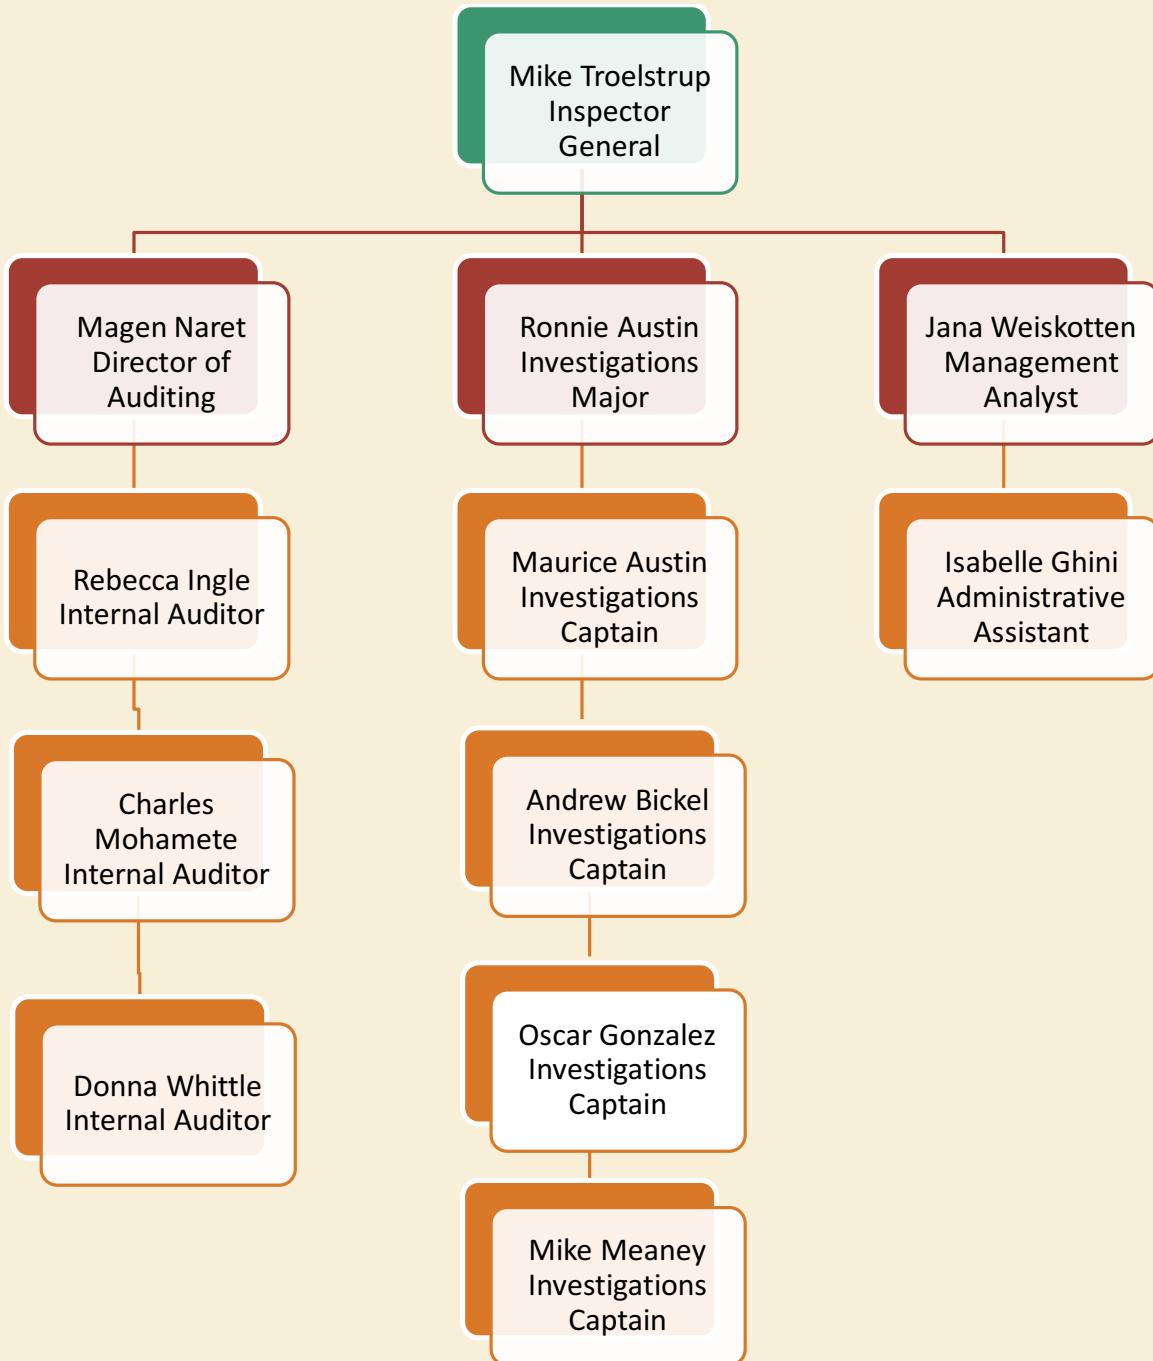 Mike Troelstrup
Inspector
General
Magen Naret
Director of
Auditing
Ronnie Austin
Investigations
Major
Jana Weiskotten
Management
Analyst
Rebecca Ingle
Internal Auditor
Maurice Austin
Investigations
Captain
Isabelle Ghini
Administrative
Assistant
Charles
Mohamete
Internal Auditor
Andrew Bickel
Investigations
Captain
Donna Whittle
Internal Auditor
Oscar Gonzalez
Investigations
Captain
Mike Meaney
Investigations
Captain